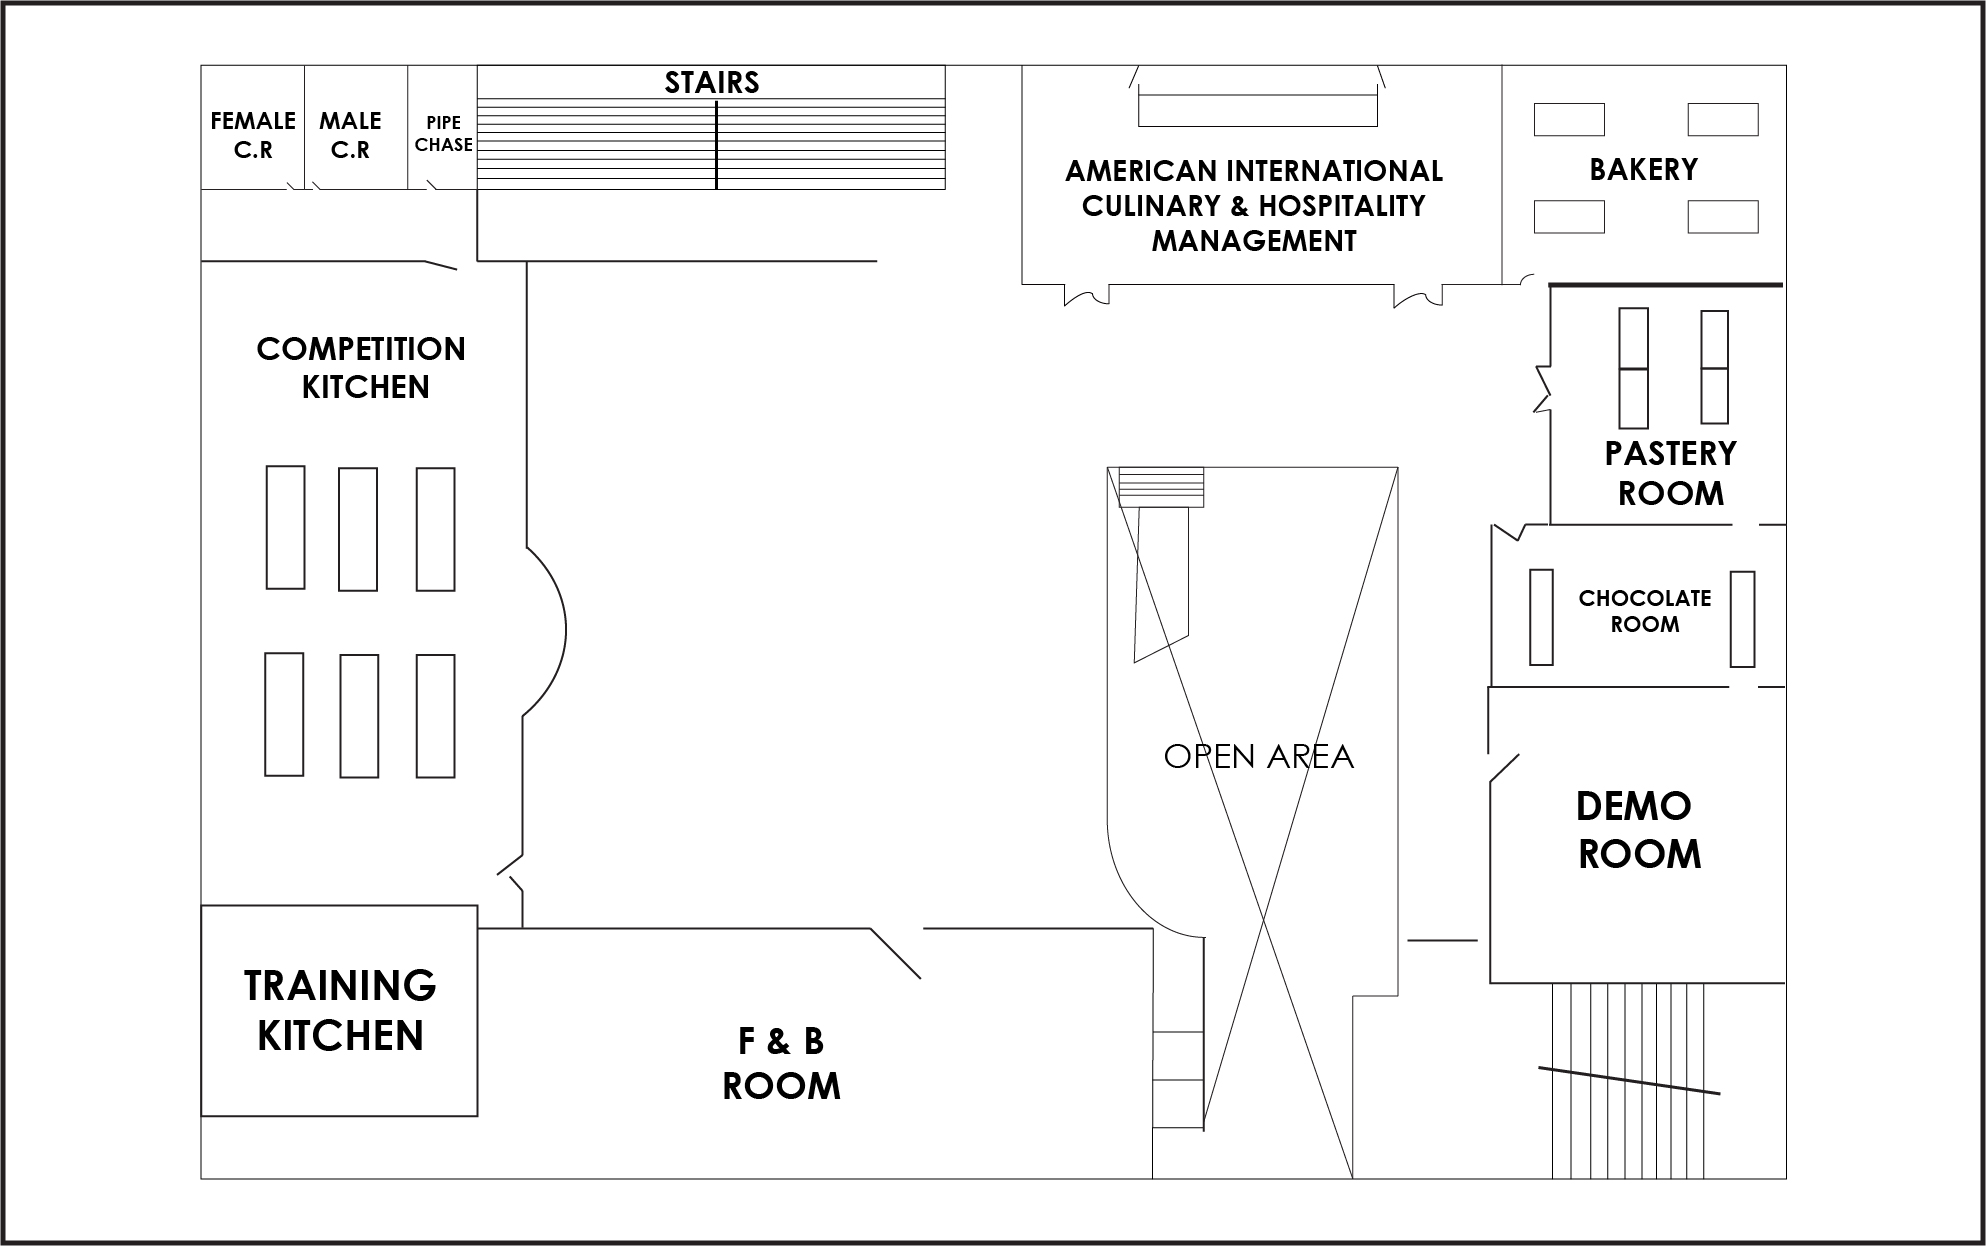 STAIRS
FEMALE
C.R
MALE
C.R
PIPE
CHASE
AMERICAN INTERNATIONAL
CULINARY & HOSPITALITY
MANAGEMENT
BAKERY
COMPETITION
KITCHEN
PASTERY
ROOM
CHOCOLATE
ROOM
OPEN AREA
DEMO
ROOM
TRAINING
KITCHEN
F & B
ROOM